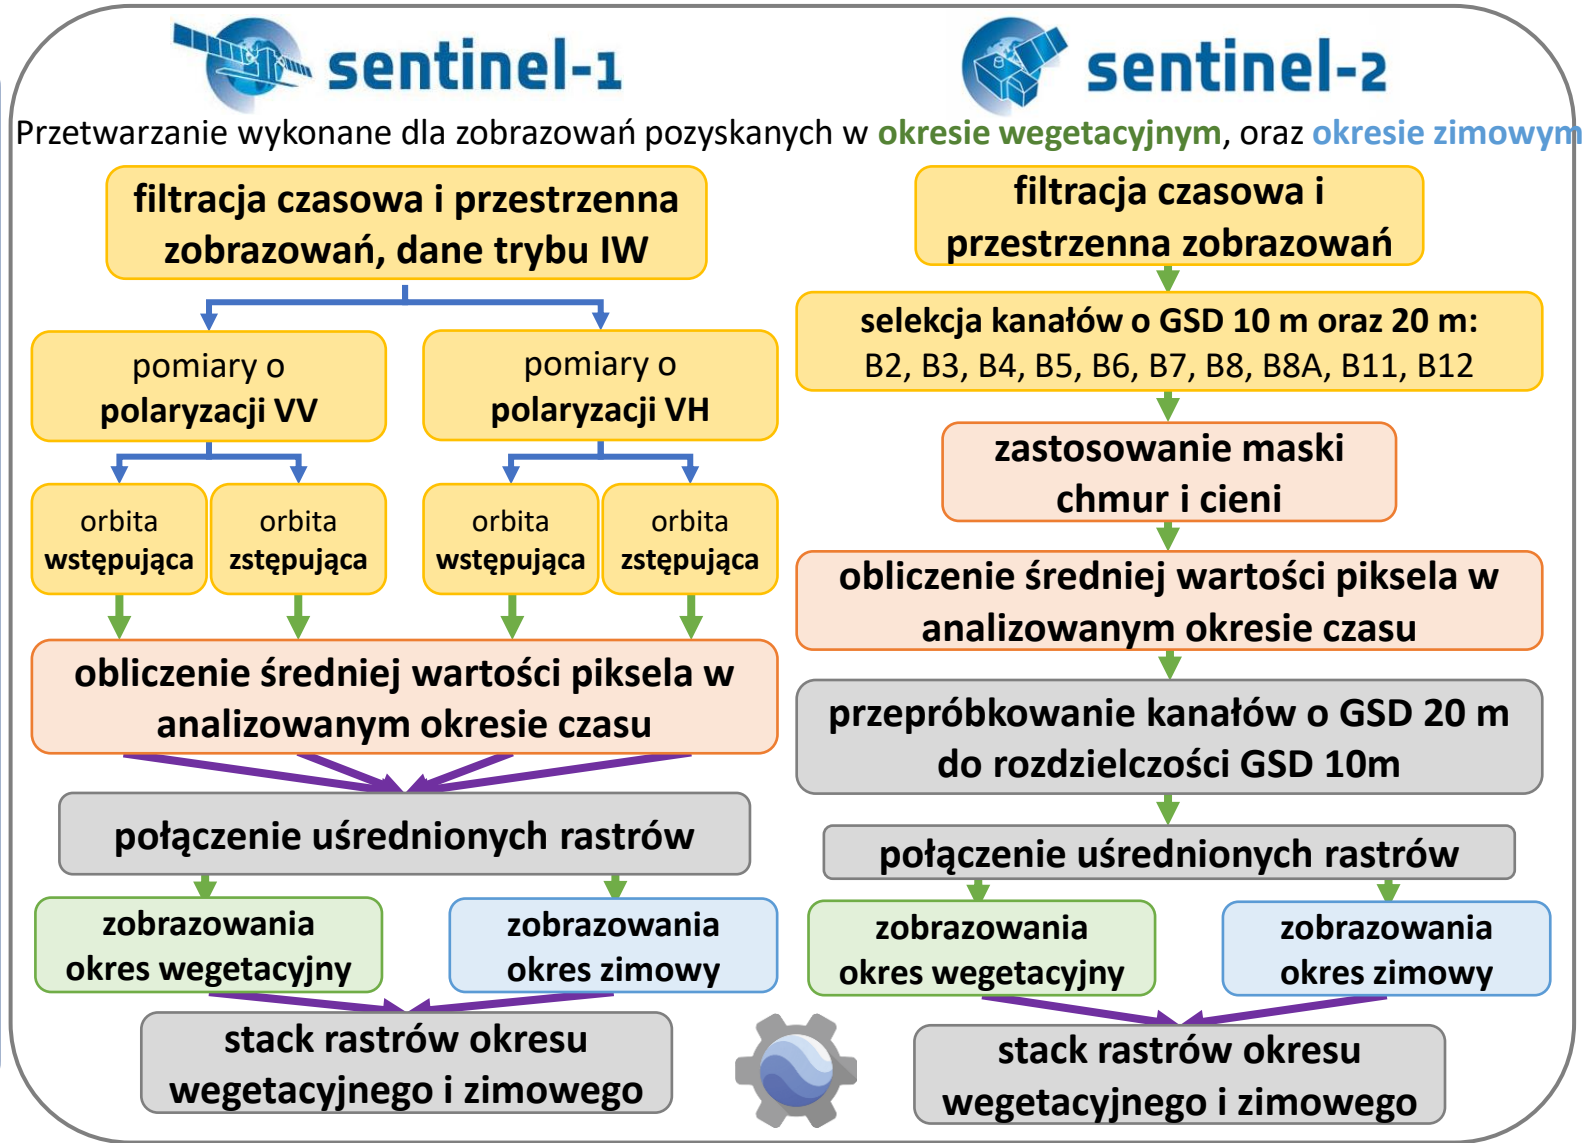 sentinel-1
sentinel-2
Przetwarzanie wykonane dla zobrazowań pozyskanych w okresie wegetacyjnym, oraz okresie zimowym
filtracja czasowa i przestrzenna
zobrazowań, dane trybu IW
pomiary o
polaryzacji VV
pomiary o
polaryzacji VH
orbita
wstępująca
orbita
zstępująca
orbita
wstępująca
orbita
zstępująca
obliczenie średniej wartości piksela w
analizowanym okresie czasu
połączenie uśrednionych rastrów
zobrazowania
okres wegetacyjny
zobrazowania
okres zimowy
stack rastrów okresu
wegetacyjnego i zimowego
filtracja czasowa i
przestrzenna zobrazowań
selekcja kanałów o GSD 10 m oraz 20 m:
B2, B3, B4, B5, B6, B7, B8, B8A, B11, B12
zastosowanie maski
chmur i cieni
obliczenie średniej wartości piksela w
analizowanym okresie czasu
przepróbkowanie kanałów o GSD 20 m
do rozdzielczości GSD 10m
połączenie uśrednionych rastrów
zobrazowania
okres wegetacyjny
zobrazowania
okres zimowy
stack rastrów okresu
wegetacyjnego i zimowego